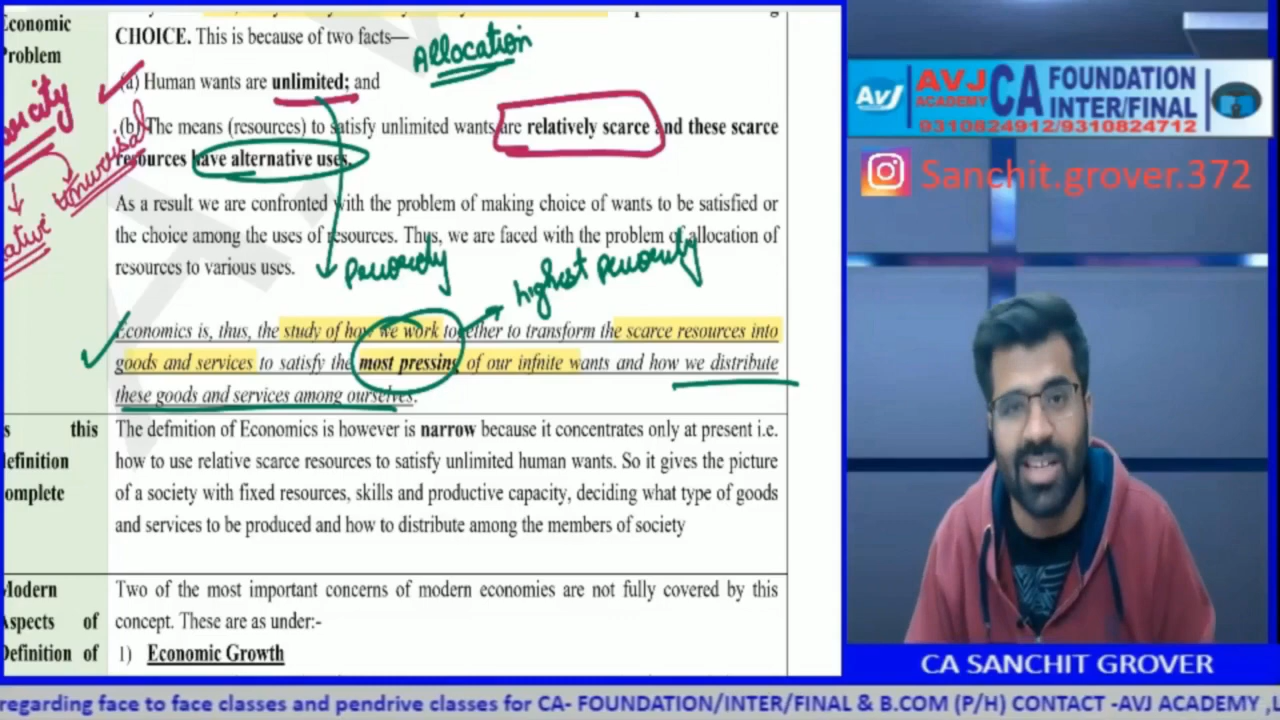 Economic
Problem
CHOICE. This is because of two facts—
Allocation
(a) Human wants are unlimited; and
(b) The means (resources) to satisfy unlimited wants are relatively scarce and these scarce
resources have alternative uses.
As a result we are confronted with the problem of making choice of wants to be satisfied or
the choice among the uses of resources. Thus, we are faced with the problem of allocation of
resources to various uses.
highest
Economics is, thus, the study of how we work together to transform the scarce resources into
goods and services to satisfy the most pressing of our infnite wants and how we distribute
these goods and services among ourselves.
this
The defmition of Economics is however is narrow because it concentrates only at present i.e.
how to use relative scarce resources to satisfy unlimited human wants. So it gives the picture
of a society with fixed resources, skills and productive capacity, deciding what type of goods
and services to be produced and how to distribute among the members of society
Modern
Aspects of
Definition of
Two of the most important concerns of modern economies are not fully covered by this
concept. These are as under:-
1) Economic Growth
AVJ
AVJ
ACADEMY
CA
FOUNDATION
INTER/FINAL
9310824912/9310824712
Sanchit.grover.372
CA SANCHIT GROVER
regarding face to face classes and pendrive classes for CA- FOUNDATION/INTER/FINAL & B.COM (P/H) CONTACT -AVJ ACADEMY ,